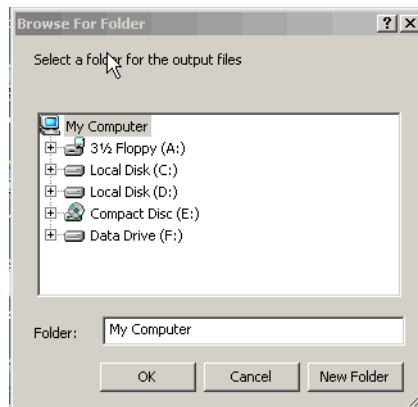 Browse For Folder
Select a folder for the output files
My Computer
3½ Floppy (A:)
Local Disk (C:)
Local Disk (D:)
Compact Disc (E:)
Data Drive (F:)
Folder: My Computer
OK Cancel New Folder